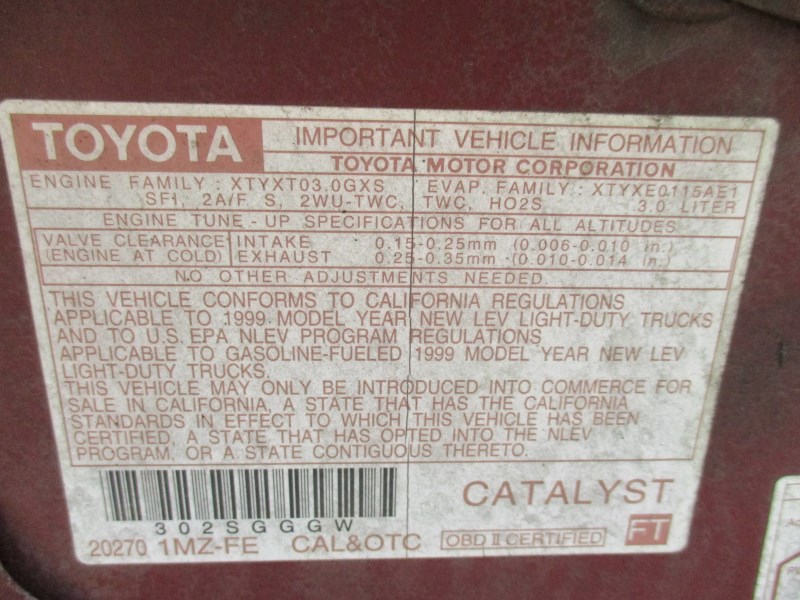 TOYOTA IMPORTANT VEHICLE INFORMATION
TOYOTA MOTOR CORPORATION
ENGINE FAMILY : XTYXT03.0GXS EVAP. FAMILY : XTYXE0115AE1
SFI, 2A/F S, 2WU-TWC, TWC, HO2S 3.0 LITER
ENGINE TUNE-UP SPECIFICATIONS FOR ALL ALTITUDES
VALVE CLEARANCE INTAKE 0.15-0.25mm (0.006-0.010 in.)
(ENGINE AT COLD) EXHAUST 0.25-0.35mm (0.010-0.014 in.)
NO OTHER ADJUSTMENTS NEEDED.
THIS VEHICLE CONFORMS TO CALIFORNIA REGULATIONS
APPLICABLE TO 1999 MODEL YEAR NEW LEV LIGHT-DUTY TRUCKS
AND TO U.S. EPA NLEV PROGRAM REGULATIONS
APPLICABLE TO GASOLINE-FUELED 1999 MODEL YEAR NEW LEV
LIGHT-DUTY TRUCKS.
THIS VEHICLE MAY ONLY BE INTRODUCED INTO COMMERCE FOR
SALE IN CALIFORNIA, A STATE THAT HAS THE CALIFORNIA
STANDARDS IN EFFECT TO WHICH THIS VEHICLE HAS BEEN
CERTIFIED, A STATE THAT HAS OPTED INTO THE NLEV
PROGRAM, OR A STATE CONTIGUOUS THERETO.
302SGGGW
CATALYST
20270 1MZ-FE CAL&OTC OBD II CERTIFIED FT